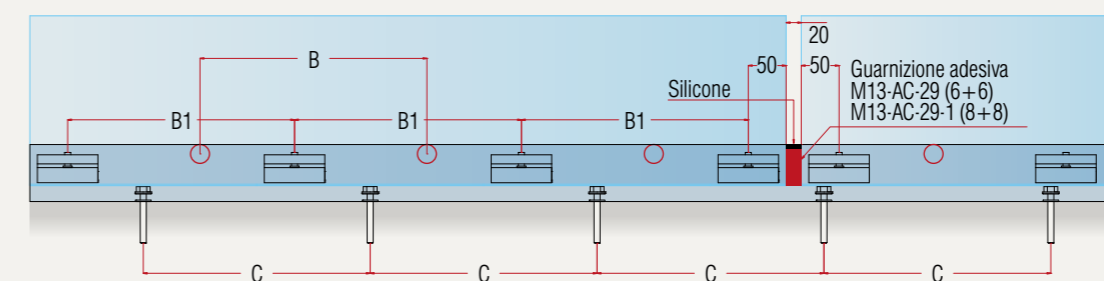 20
B
50
50
Guarnizione adesiva
M13-AC-29 (6+6)
M13-AC-29-1 (8+8)
Silicone
B1
B1
B1
C
C
C
C